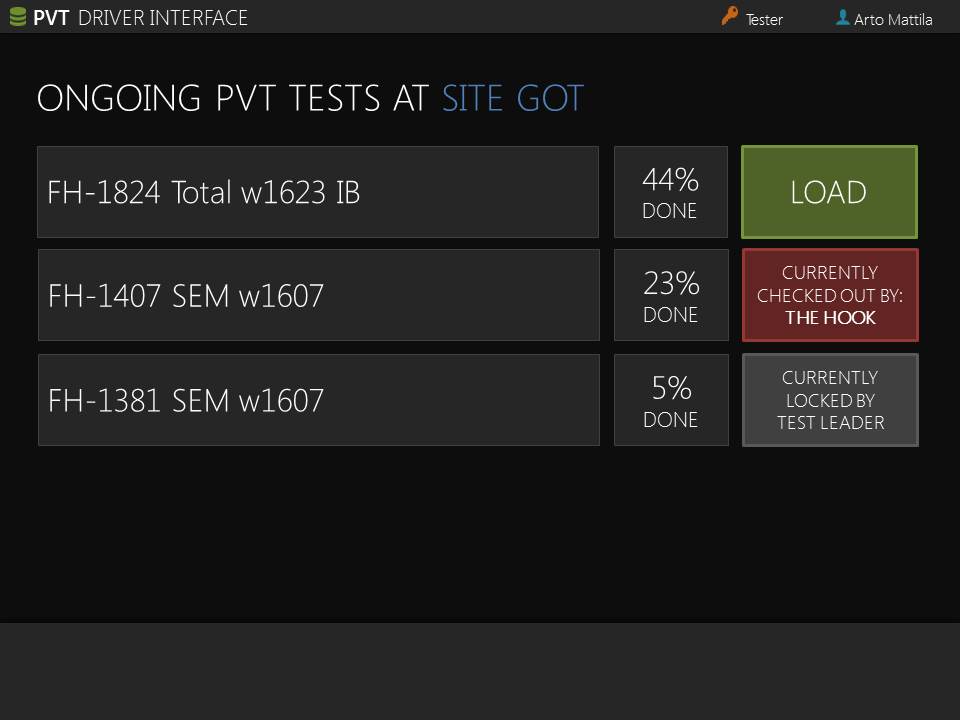 PVT DRIVER INTERFACE
Tester
Arto Mattila
ONGOING PVT TESTS AT SITE GOT
FH-1824 Total w1623 IB
44%
DONE
LOAD
FH-1407 SEM w1607
23%
DONE
CURRENTLY
CHECKED OUT BY:
THE HOOK
FH-1381 SEM w1607
5%
DONE
CURRENTLY
LOCKED BY
TEST LEADER